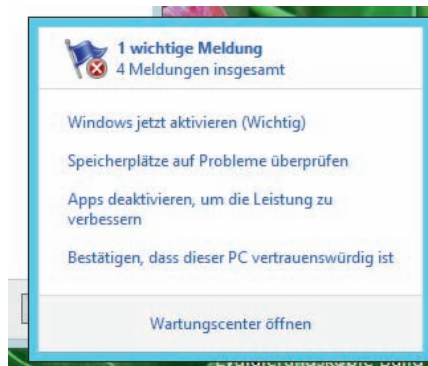 1 wichtige Meldung
4 Meldungen insgesamt
Windows jetzt aktivieren (Wichtig)
Speicherplätze auf Probleme überprüfen
Apps deaktivieren, um die Leistung zu
verbessern
Bestätigen, dass dieser PC vertrauenswürdig ist
Wartungscenter öffnen